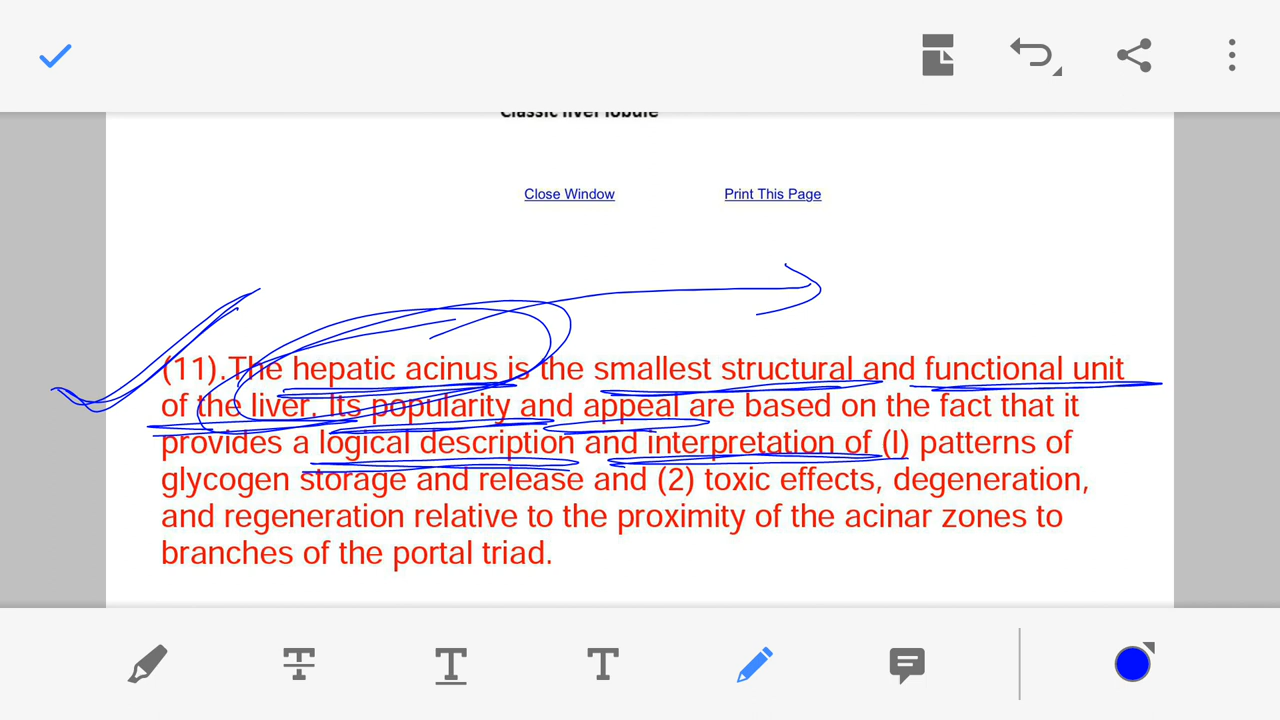 Classic liver lobule
Close Window Print This Page
(11).The hepatic acinus is the smallest structural and functional unit
of the liver. Its popularity and appeal are based on the fact that it
provides a logical description and interpretation of (I) patterns of
glycogen storage and release and (2) toxic effects, degeneration,
and regeneration relative to the proximity of the acinar zones to
branches of the portal triad.